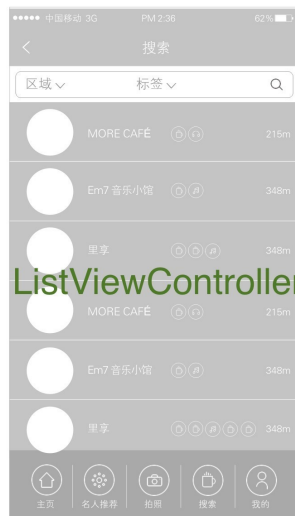 中国移动 3G PM 2:36 62%
搜索
区域 标签
MORE CAFÉ 215m
Em7 音乐小馆 348m
里享 348m
ListViewController
MORE CAFÉ 215m
Em7 音乐小馆 348m
里享 348m
主页 名人推荐 拍照 搜索 我的